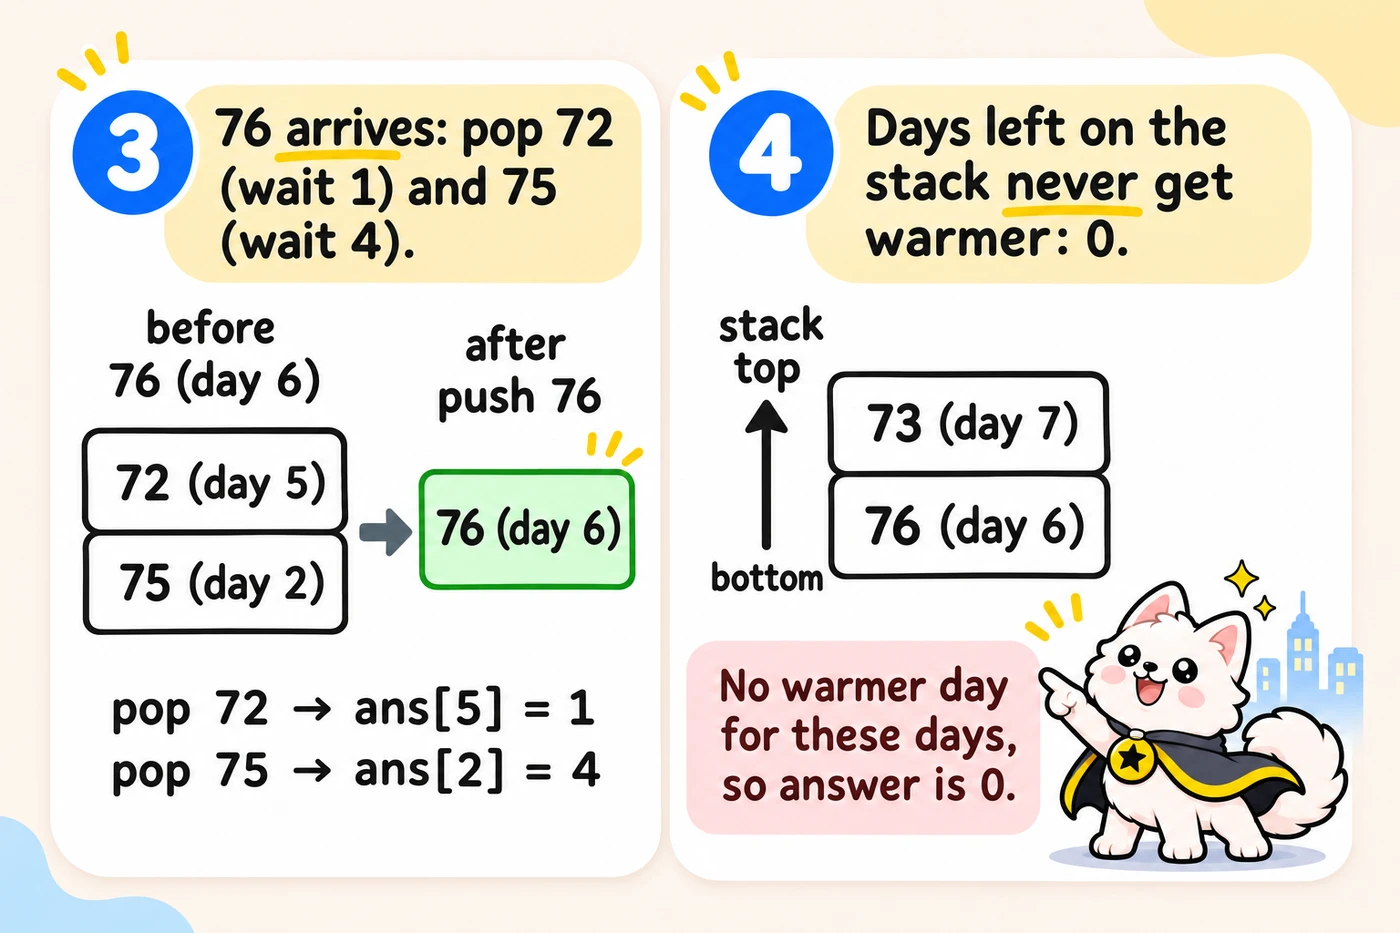 3
76 arrives: pop 72
(wait 1) and 75
(wait 4).
before
76 (day 6)
after
push 76
72 (day 5)
75 (day 2)
76 (day 6)
pop 72 → ans[5] = 1
pop 75 → ans[2] = 4
4
Days left on the
stack never get
warmer: 0.
stack
top
bottom
73 (day 7)
76 (day 6)
No warmer day
for these days,
so answer is 0.